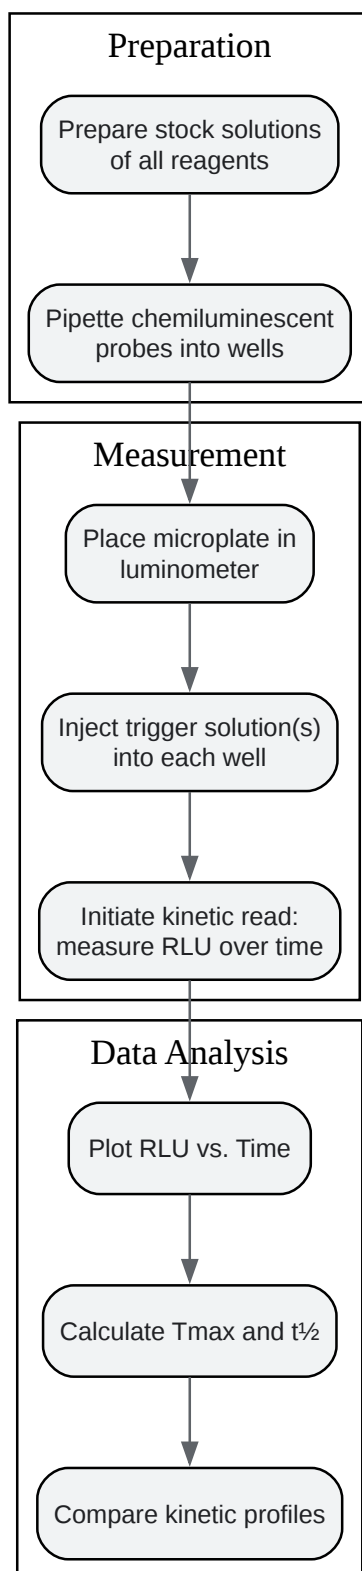 Preparation
Prepare stock solutions
of all reagents
Pipette chemiluminescent
probes into wells
Measurement
Place microplate in
luminometer
Inject trigger solution(s)
into each well
Initiate kinetic read:
measure RLU over time
Data Analysis
Plot RLU vs. Time
Calculate Tmax and t½
Compare kinetic profiles